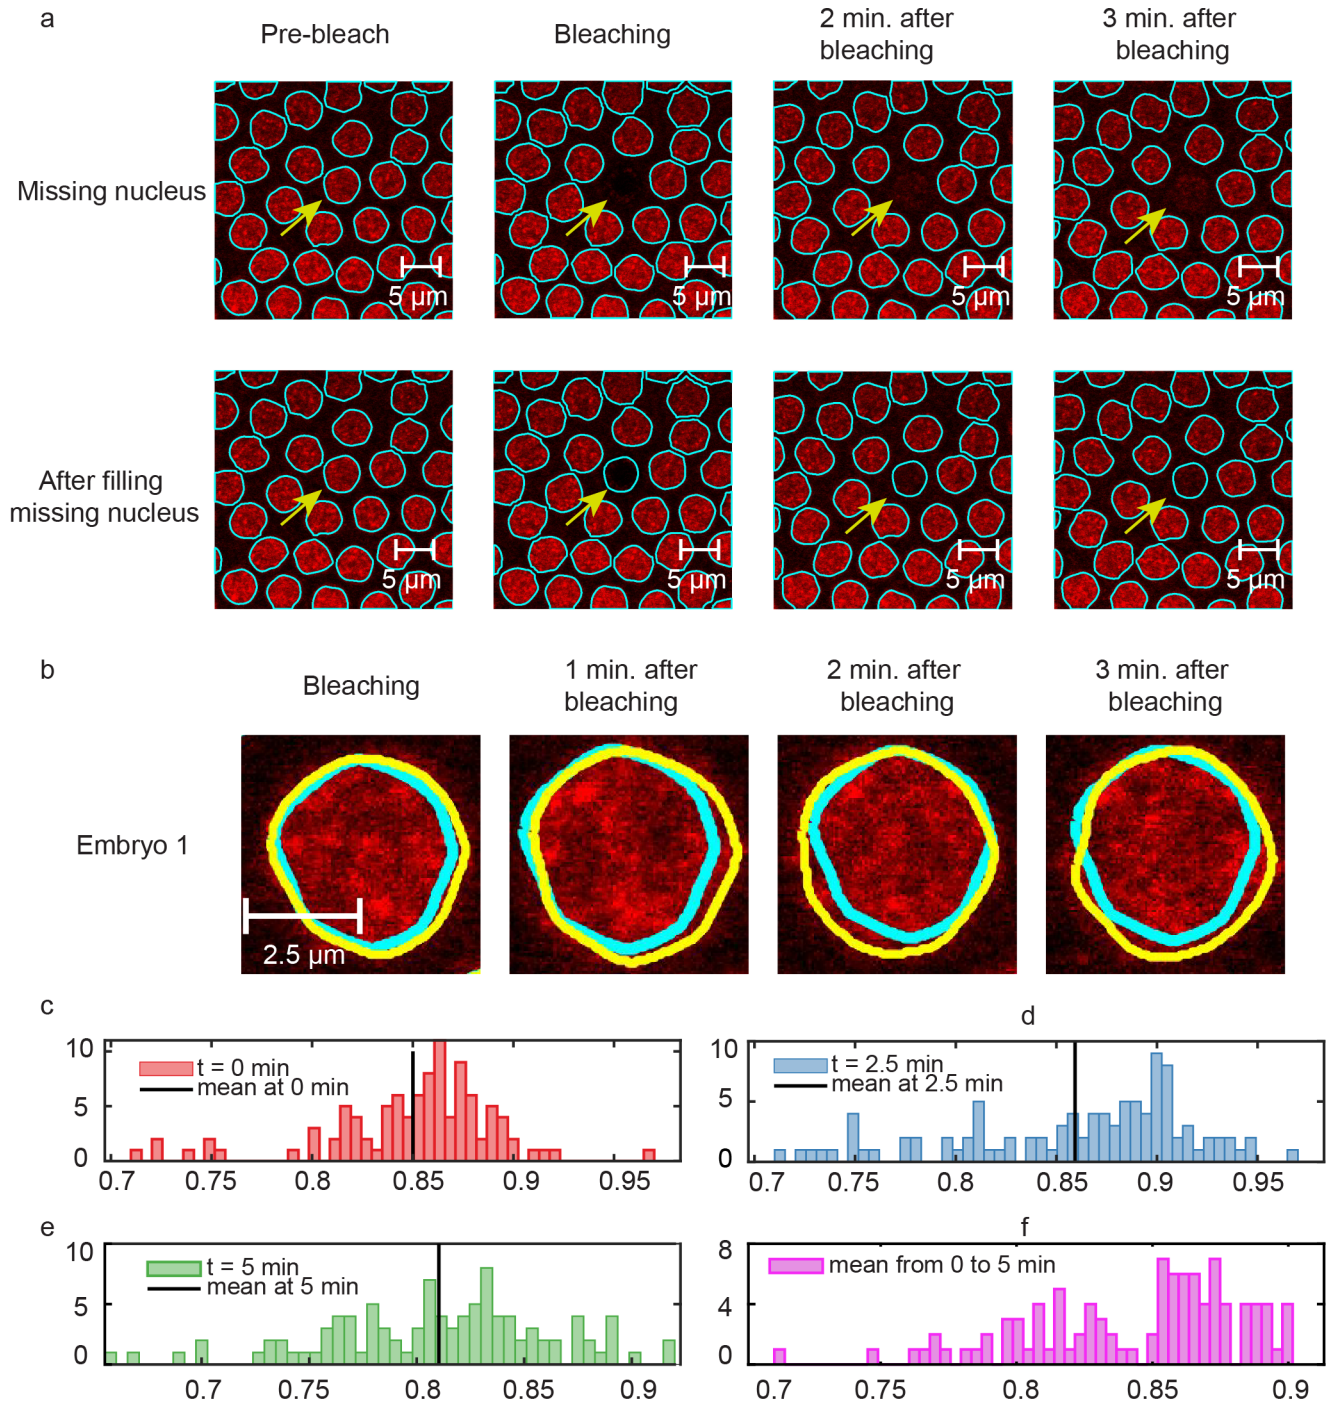 a
Pre-bleach
Bleaching
2 min. after
bleaching
3 min. after
bleaching
Missing nucleus
5 μm
5 μm
5 μm
5 μm
After filling
missing nucleus
5 μm
5 μm
5 μm
5 μm
b
Bleaching
1 min. after
bleaching
2 min. after
bleaching
3 min. after
bleaching
Embryo 1
2.5 μm
c
10
5
0
t = 0 min
mean at 0 min
0.7 0.75 0.8 0.85 0.9 0.95
d
10
5
0
t = 2.5 min
mean at 2.5 min
0.7 0.75 0.8 0.85 0.9 0.95
e
10
5
0
t = 5 min
mean at 5 min
0.7 0.75 0.8 0.85 0.9
f
8
4
0
mean from 0 to 5 min
0.7 0.75 0.8 0.85 0.9